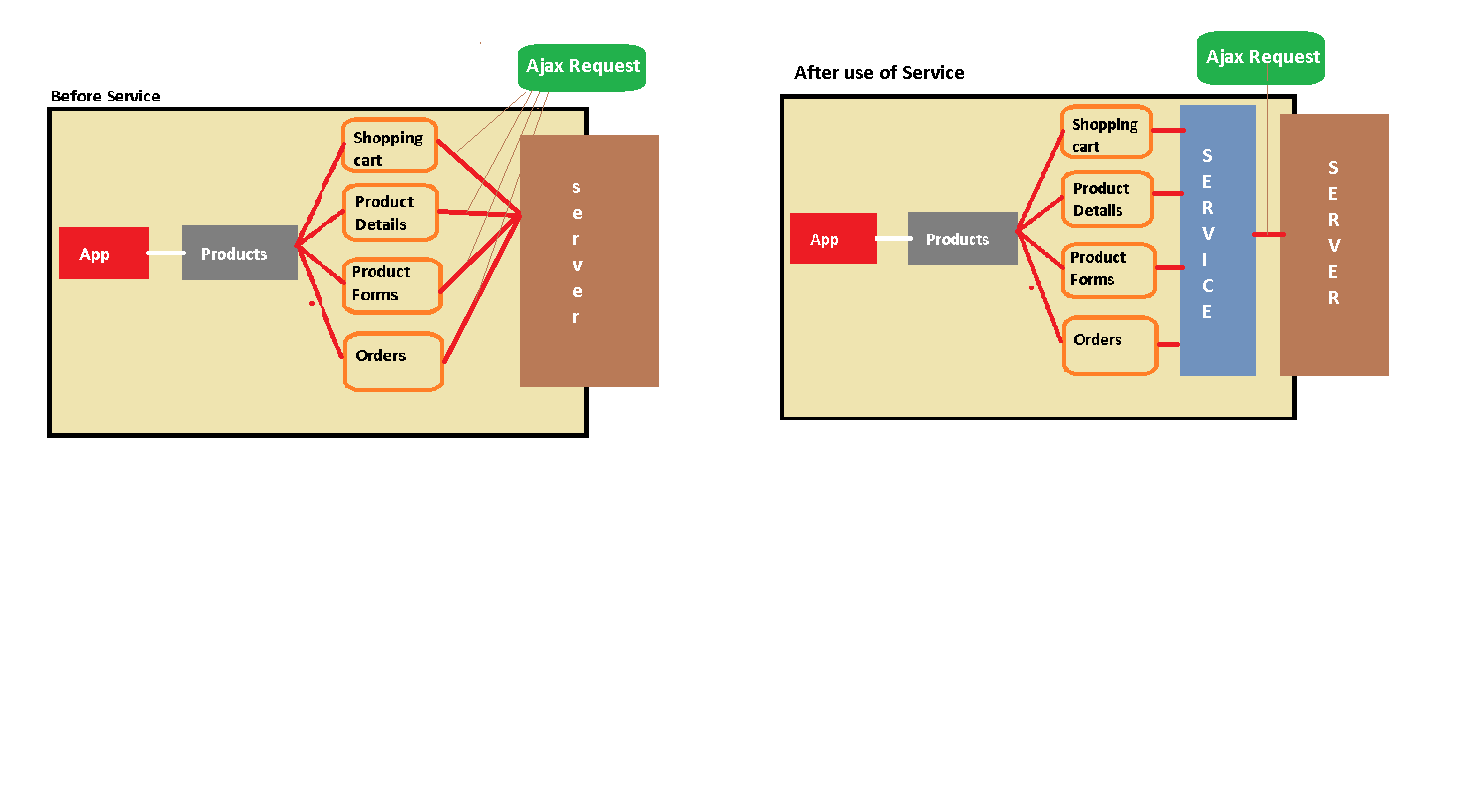 Before Service
Ajax Request
App
Products
Shopping
cart
Product
Details
Product
Forms
Orders
s
e
r
v
e
r
After use of Service
Ajax Request
App
Products
Shopping
cart
Product
Details
Product
Forms
Orders
S
E
R
V
I
C
E
S
E
R
V
E
R